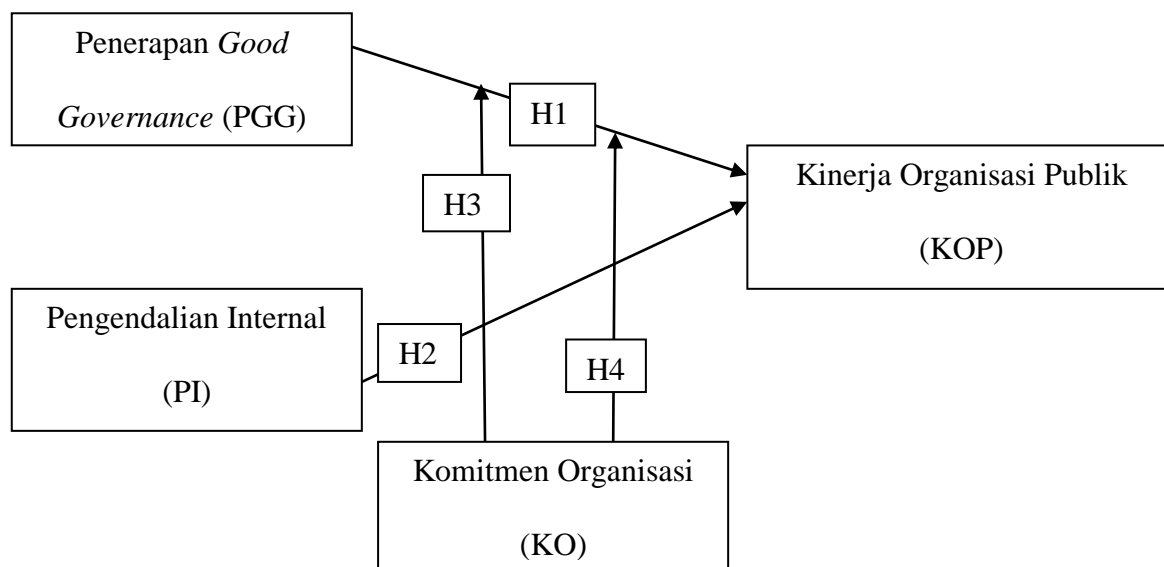 Penerapan Good
Governance (PGG)
H1
Kinerja Organisasi Publik
(KOP)
H3
Pengendalian Internal
(PI)
H2
H4
Komitmen Organisasi
(KO)